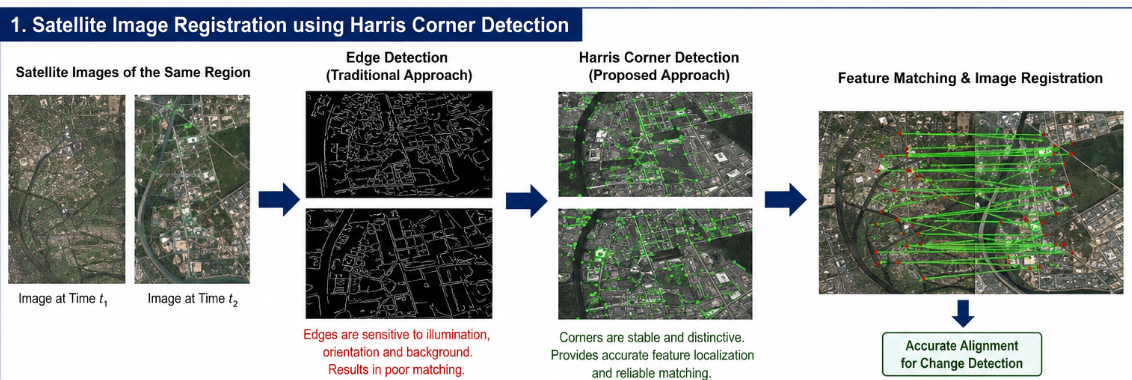 1. Satellite Image Registration using Harris Corner Detection
Satellite Images of the Same Region
Image at Time t1
Image at Time t2
Edge Detection
(Traditional Approach)
Edges are sensitive to illumination,
orientation and background.
Results in poor matching.
Harris Corner Detection
(Proposed Approach)
Corners are stable and distinctive.
Provides accurate feature localization
and reliable matching.
Feature Matching & Image Registration
Accurate Alignment
for Change Detection